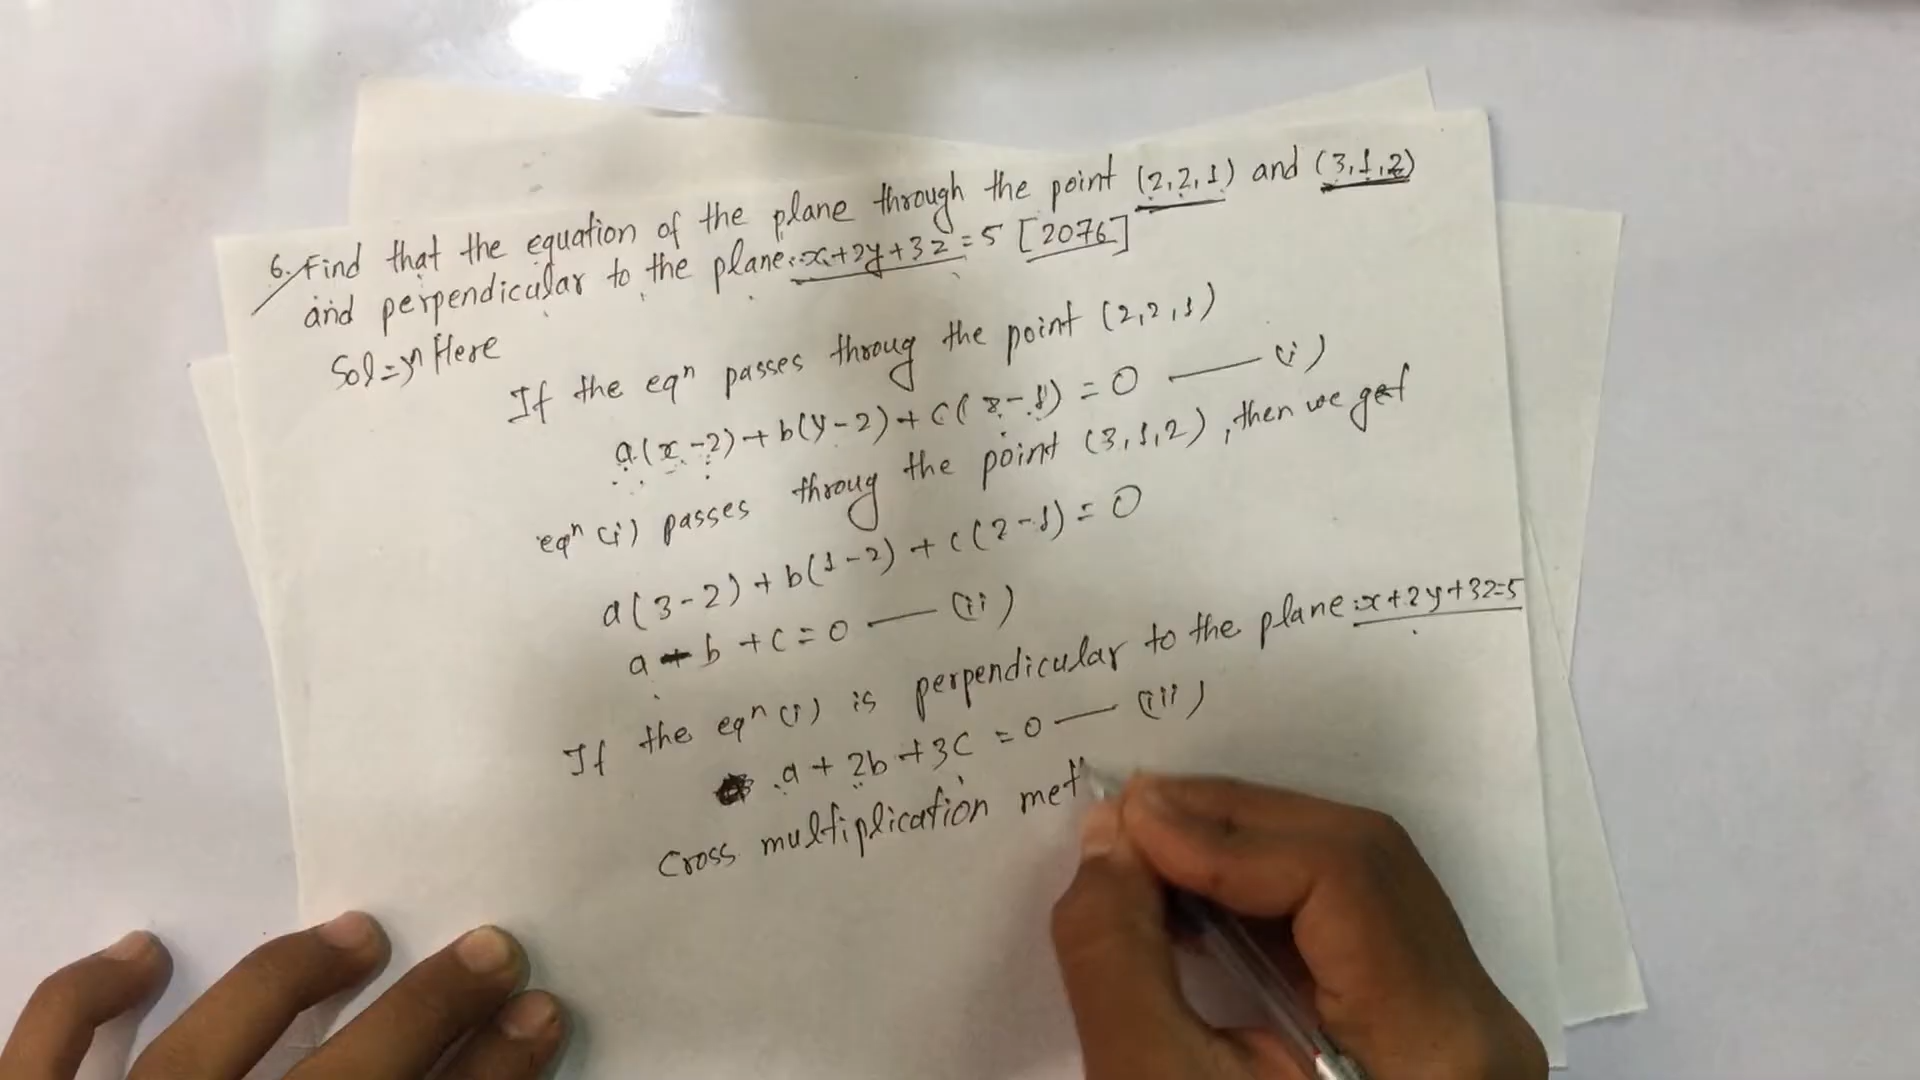 6. Find that the equation of the plane through the point (2,2,1) and (3,1,2)
and perpendicular to the plane: x+2y+3z=5 [2076]
Sol=yn Here
If the eqn passes throug the point (2,2,1)
a(x-2)+b(y-2)+c(z-1)=0 —— (i)
eqn (i) passes throug the point (3,1,2), then we get
a(3-2)+b(1-2)+c(2-1)=0
a-b+c=0 —— (ii)
If the eqn (i) is perpendicular to the plane:x+2y+3z=5
a+2b+3c=0 —— (iii)
Cross multiplication met